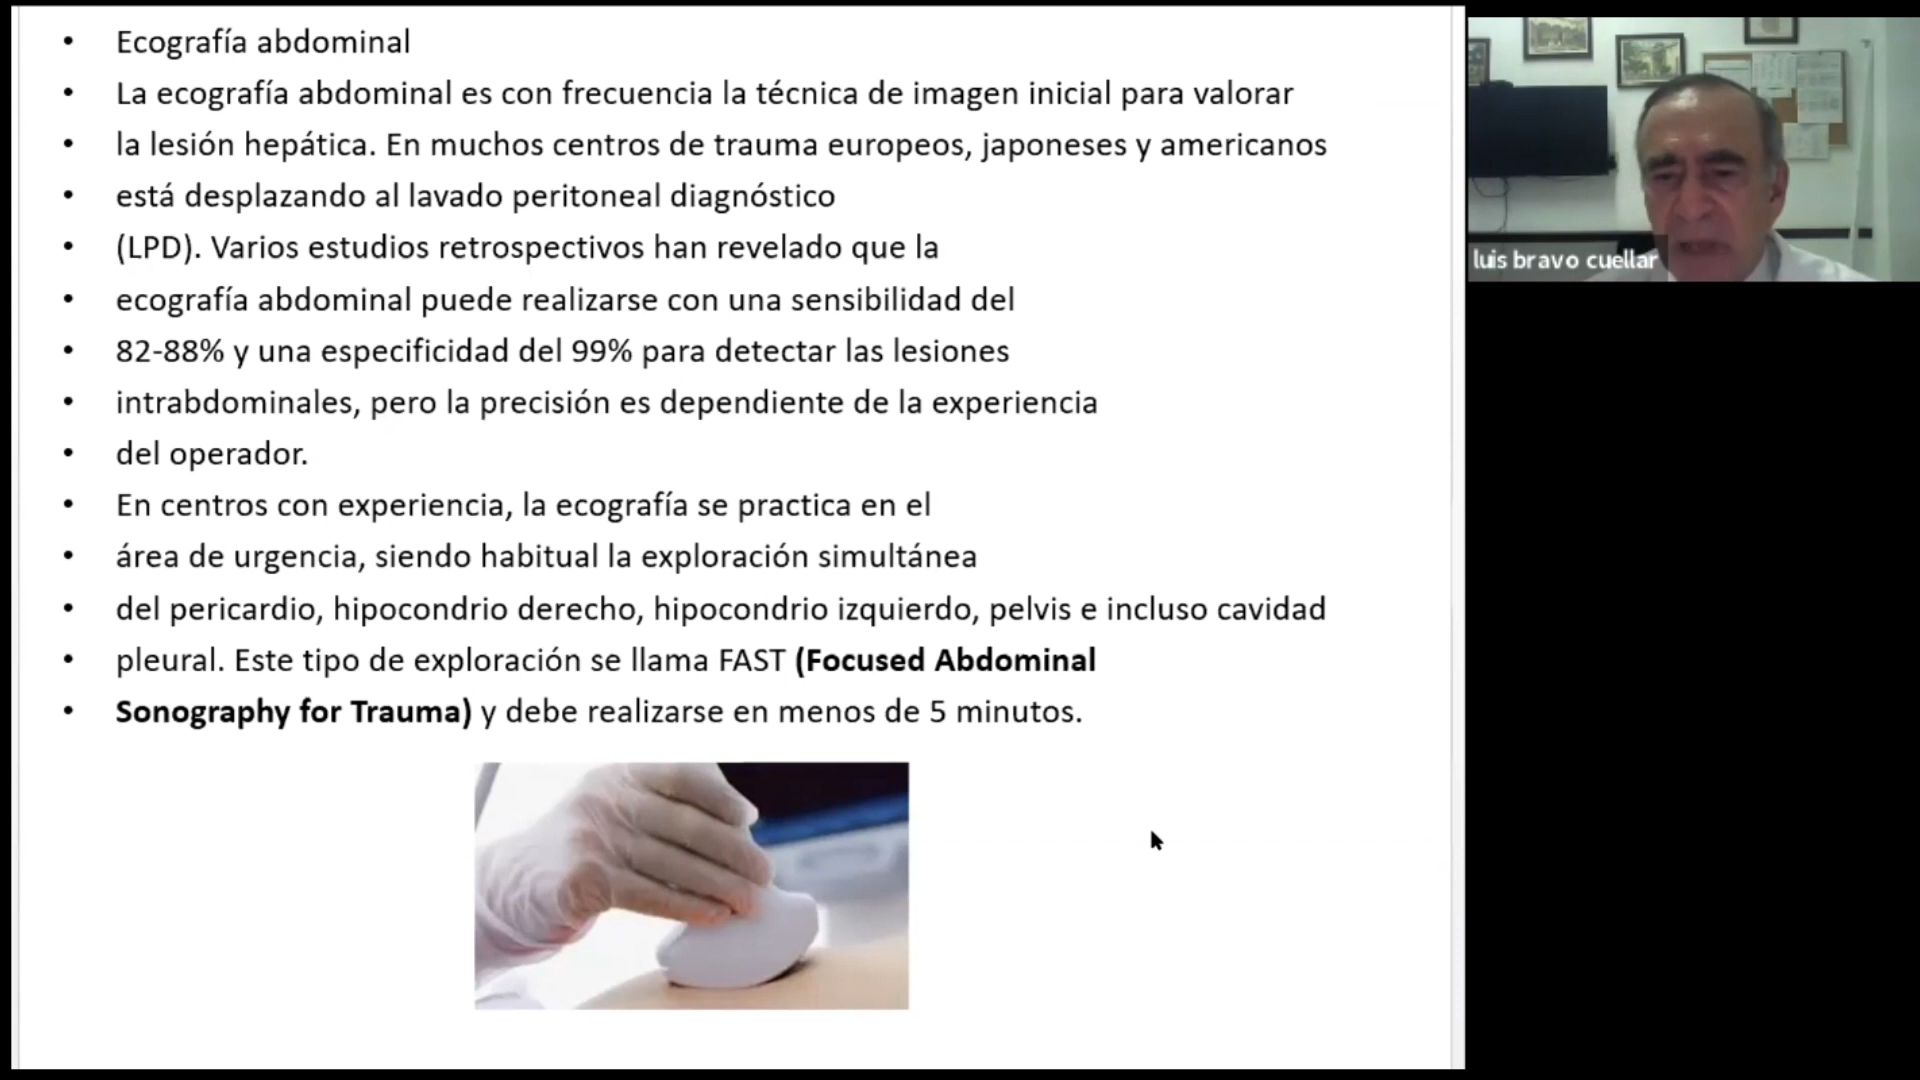 • Ecografía abdominal
• La ecografía abdominal es con frecuencia la técnica de imagen inicial para valorar
• la lesión hepática. En muchos centros de trauma europeos, japoneses y americanos
• está desplazando al lavado peritoneal diagnóstico
• (LPD). Varios estudios retrospectivos han revelado que la
• ecografía abdominal puede realizarse con una sensibilidad del
• 82-88% y una especificidad del 99% para detectar las lesiones
• intrabdominales, pero la precisión es dependiente de la experiencia
• del operador.
• En centros con experiencia, la ecografía se practica en el
• área de urgencia, siendo habitual la exploración simultánea
• del pericardio, hipocondrio derecho, hipocondrio izquierdo, pelvis e incluso cavidad
• pleural. Este tipo de exploración se llama FAST (Focused Abdominal
• Sonography for Trauma) y debe realizarse en menos de 5 minutos.
luis bravo cuellar